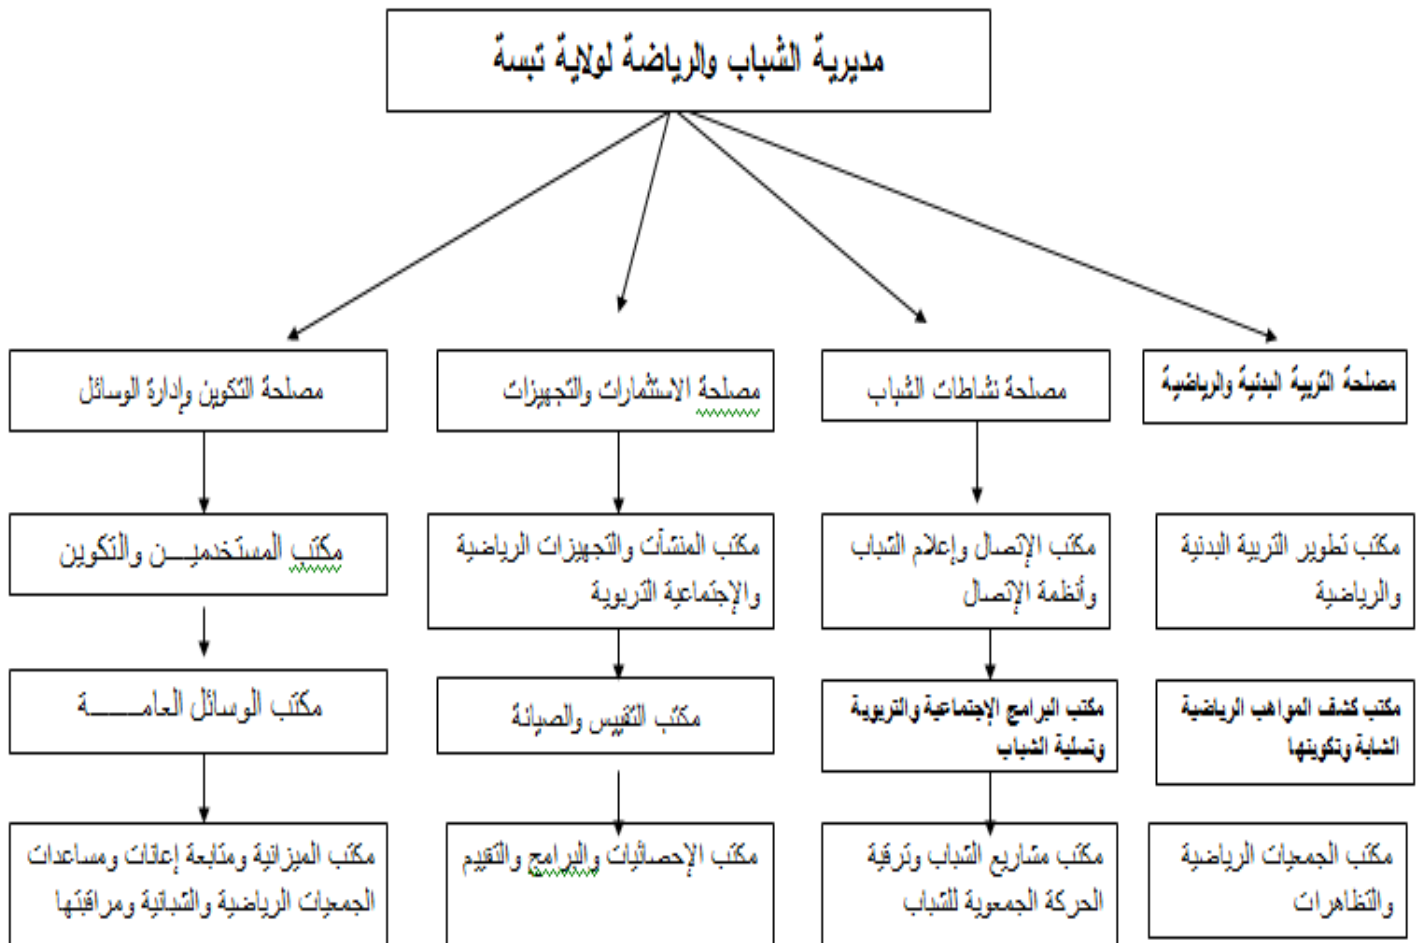 مديرية الشباب والرياضة لولاية تبسة
مصلحة التربية البدنية والرياضية
مصلحة نشاطات الشباب
مصلحة الاستثمارات والتجهيزات
مصلحة التكوين وإدارة الوسائل
مكتب تطوير التربية البدنية
والرياضية
مكتب الإتصال وإعلام الشباب
وأنظمة الإتصال
مكتب المنشآت والتجهيزات الرياضية
والإجتماعية التربوية
مكتب المستخدميـــن والتكوين
مكتب كشف المواهب الرياضية
الشابة وتكوينها
مكتب البرامج الإجتماعية والتربوية
وتسلية الشباب
مكتب التقييس والصيانة
مكتب الوسائل العامـــــــة
مكتب الجمعيات الرياضية
والتظاهرات
مكتب مشاريع الشباب وترقية
الحركة الجمعوية للشباب
مكتب الإحصائيات والبرامج والتقييم
مكتب الميزانية ومتابعة إعانات ومساعدات
الجمعيات الرياضية والشبانية ومراقبتها